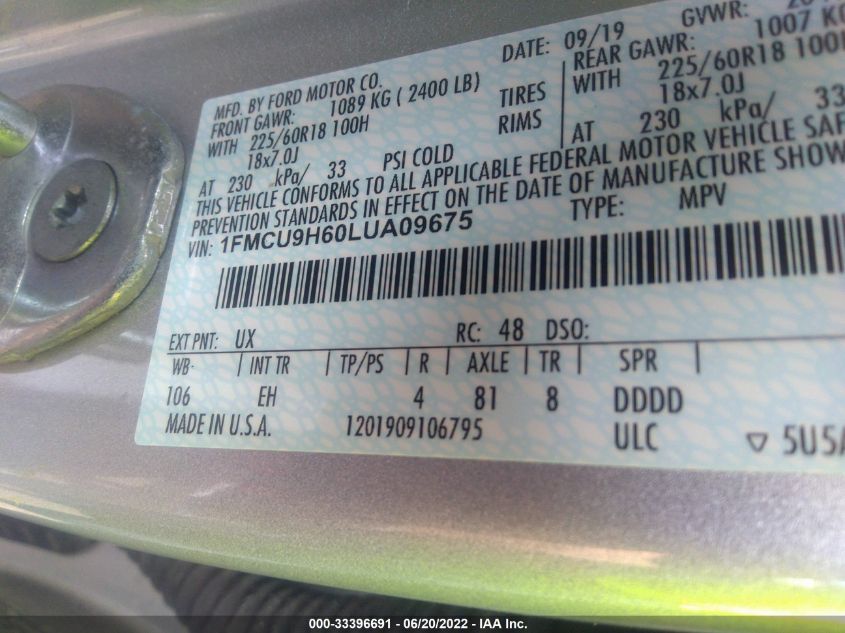 MFD. BY FORD MOTOR CO. DATE: 09/19 GVWR:
FRONT GAWR: 1089 KG ( 2400 LB) REAR GAWR: 1007 KG
WITH 225/60R18 100H TIRES WITH 225/60R18 100H
18x7.0J RIMS 18x7.0J
AT 230 kPa/ 33 PSI COLD AT 230 kPa/ 33
THIS VEHICLE CONFORMS TO ALL APPLICABLE FEDERAL MOTOR VEHICLE SAF
PREVENTION STANDARDS IN EFFECT ON THE DATE OF MANUFACTURE SHOW
VIN: 1FMCU9H60LUA09675 TYPE: MPV
EXT PNT: UX RC: 48 DSO:
WB- INT TR TP/PS R AXLE TR SPR
106 EH 4 81 8 DDDD
MADE IN U.S.A. 1201909106795 ULC ▽ 5U5A
000-33396691 - 06/20/2022 - IAA Inc.